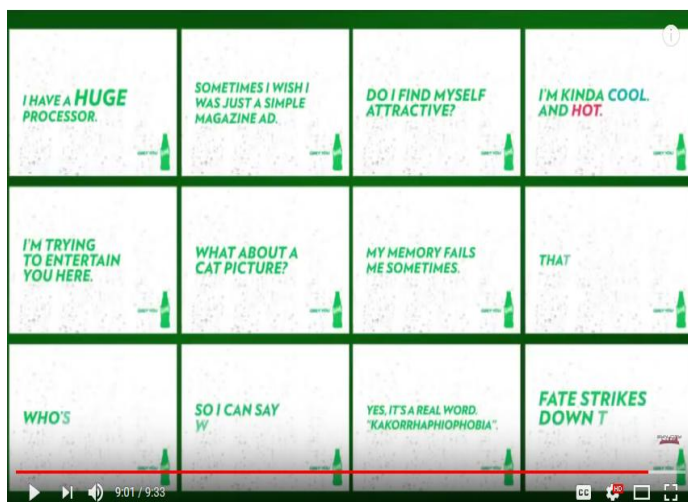 I HAVE A HUGE
PROCESSOR.
SOMETIMES I WISH I
WAS JUST A SIMPLE
MAGAZINE AD.
DO I FIND MYSELF
ATTRACTIVE?
I'M KINDA COOL.
AND HOT.
I'M TRYING
TO ENTERTAIN
YOU HERE.
WHAT ABOUT A
CAT PICTURE?
MY MEMORY FAILS
ME SOMETIMES.
THAT
WHO'S
SO I CAN SAY
W
YES, IT'S A REAL WORD.
"KAKORRHAPHIOPHOBIA".
FATE STRIKES
DOWN T
9:01 / 9:33
CC
HD